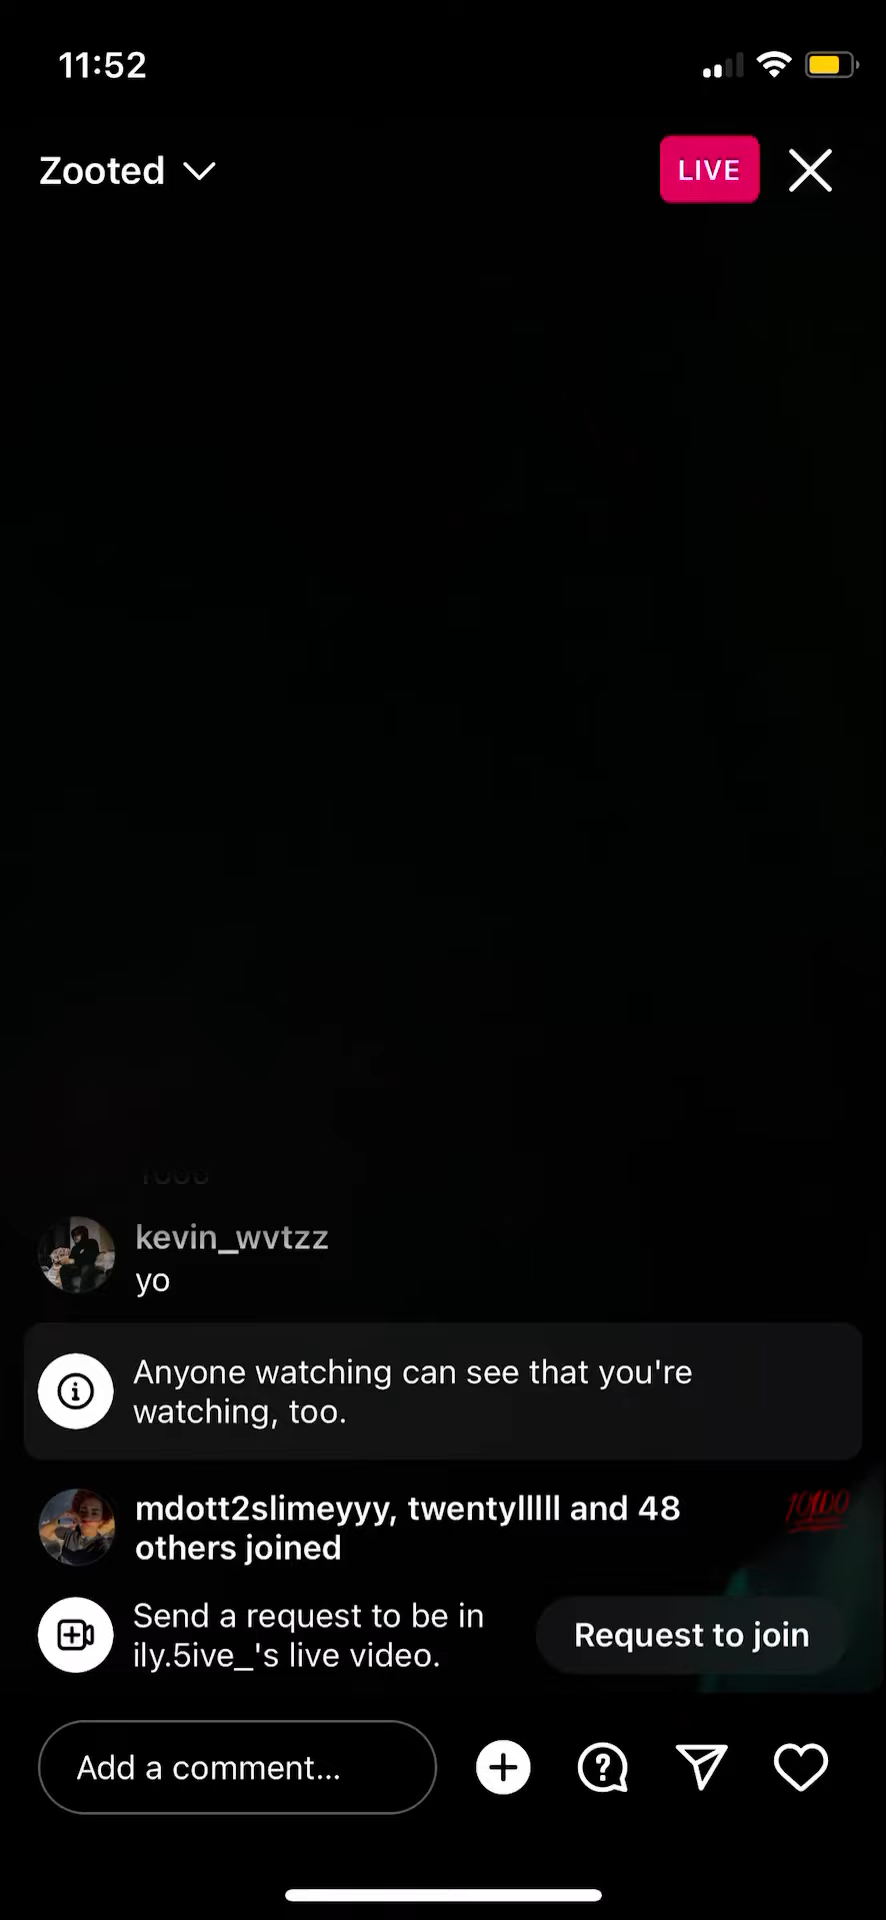 11:52
Zooted
LIVE
kevin_wvtzz
yo
Anyone watching can see that you're
watching, too.
mdott2slimeyyy, twentylllll and 48
others joined
Send a request to be in
ily.5ive_'s live video.
Request to join
Add a comment...